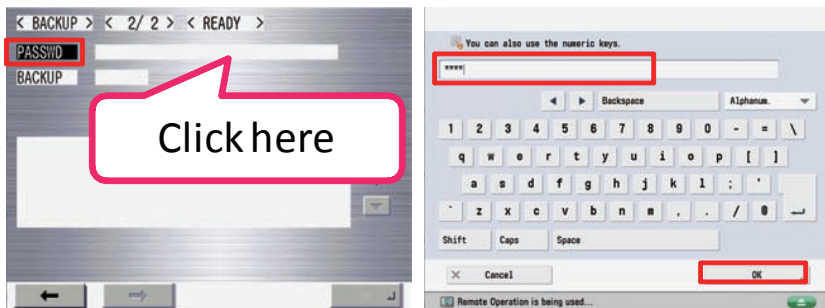 < BACKUP > < 2/ 2 > < READY >
PASSWD
BACKUP
Click here
You can also use the numeric keys.
****
Backspace
Alphanum.
1 2 3 4 5 6 7 8 9 0 - = \
q w e r t y u i o p [ ]
a s d f g h j k l ; '
` z x c v b n m , . / @
Shift Caps Space
× Cancel
OK
Remote Operation is being used...